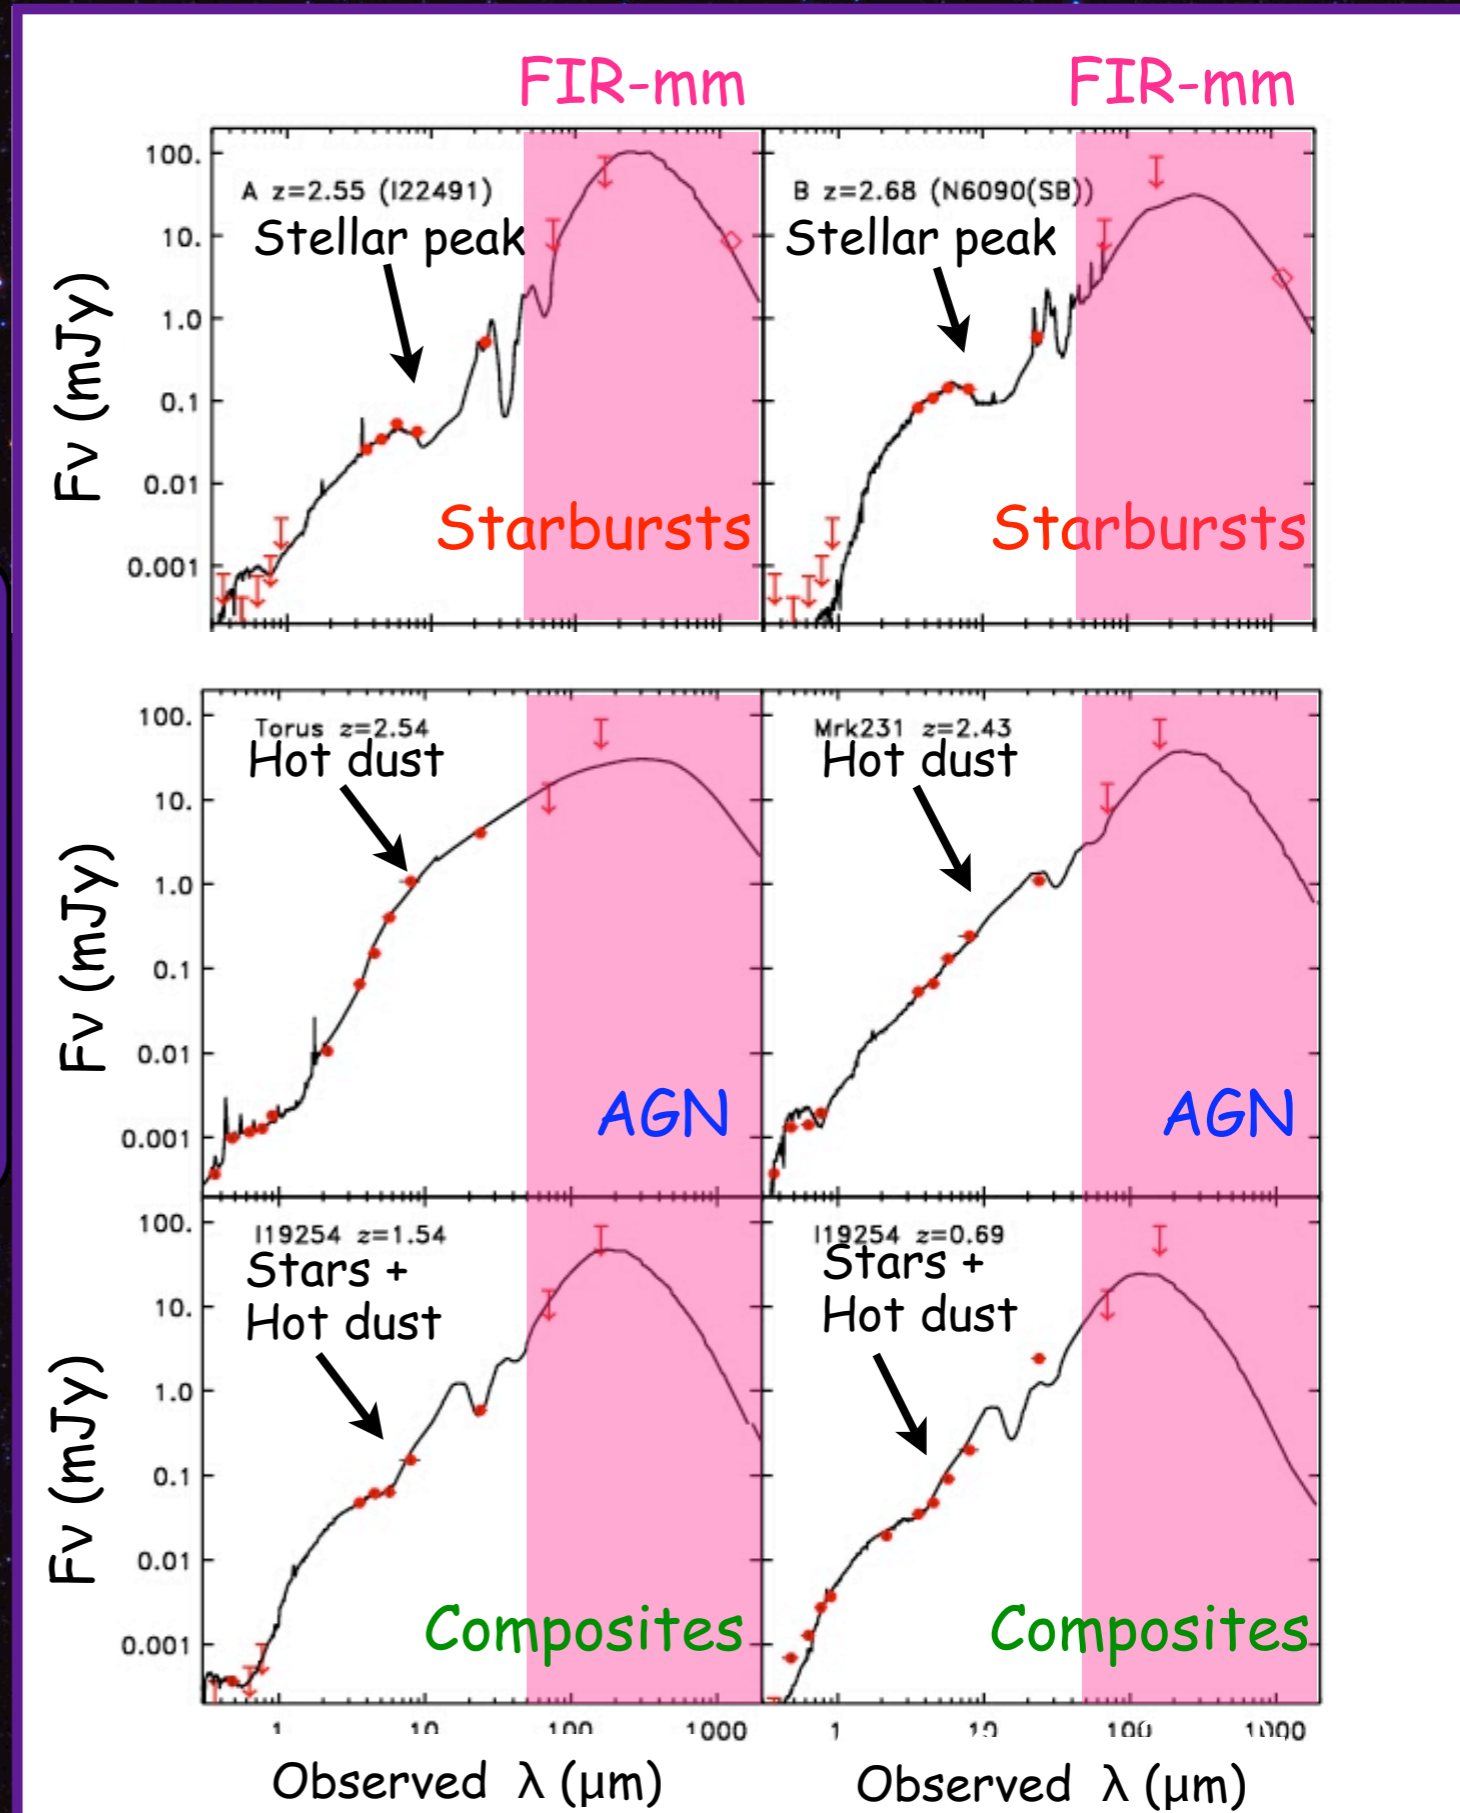 FIR-mm FIR-mm
100.
10.
1.0
0.1
0.01
0.001
Fν (mJy)
A z=2.55 (I22491)
Stellar peak
Starbursts
B z=2.68 (N6090(SB))
Stellar peak
Starbursts
100.
10.
1.0
0.1
0.01
0.001
Fν (mJy)
Torus z=2.54
Hot dust
AGN
Mrk231 z=2.43
Hot dust
AGN
100.
10.
1.0
0.1
0.01
0.001
Fν (mJy)
I19254 z=1.54
Stars +
Hot dust
Composites
I19254 z=0.69
Stars +
Hot dust
Composites
1 10 100 1000
1 10 100 1000
Observed λ (μm)
Observed λ (μm)